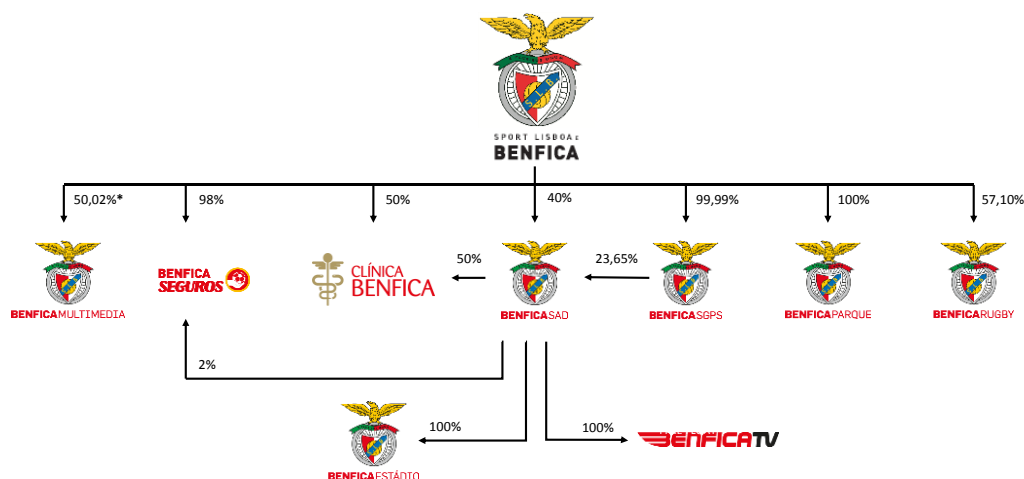 SLB
SPORT LISBOA E
BENFICA
50,02%*
98%
50%
40%
99,99%
100%
57,10%
BENFICA
SEGUROS
CLÍNICA
BENFICA
50%
23,65%
BENFICAMULTIMEDIA
BENFICASAD
BENFICASGPS
BENFICAPARQUE
BENFICARUGBY
2%
100%
100%
BENFICATV
BENFICAESTÁDIO